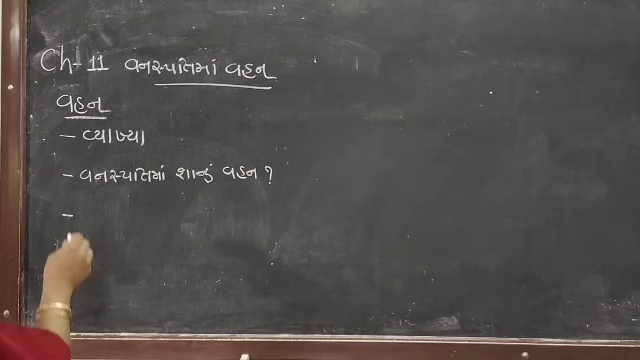 Ch-11 વનસ્પતિમાં વહન
વહન
- વ્યાખ્યા
- વનસ્પતિમાં શાનું વહન ?
-